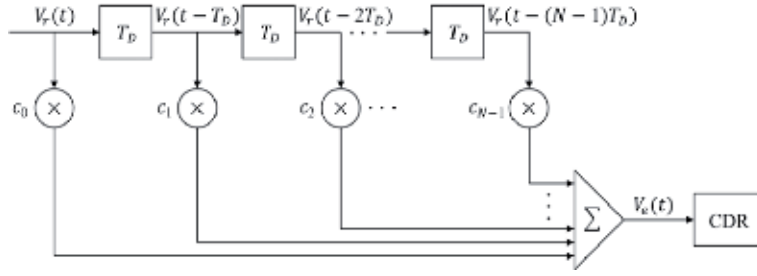 V_r(t)
T_D
V_r(t − T_D)
T_D
V_r(t − 2T_D)
· · ·
T_D
V_r(t − (N − 1)T_D)
c_0 ×
c_1 ×
c_2 × · · ·
c_{N−1} ×
Σ
V_e(t)
CDR